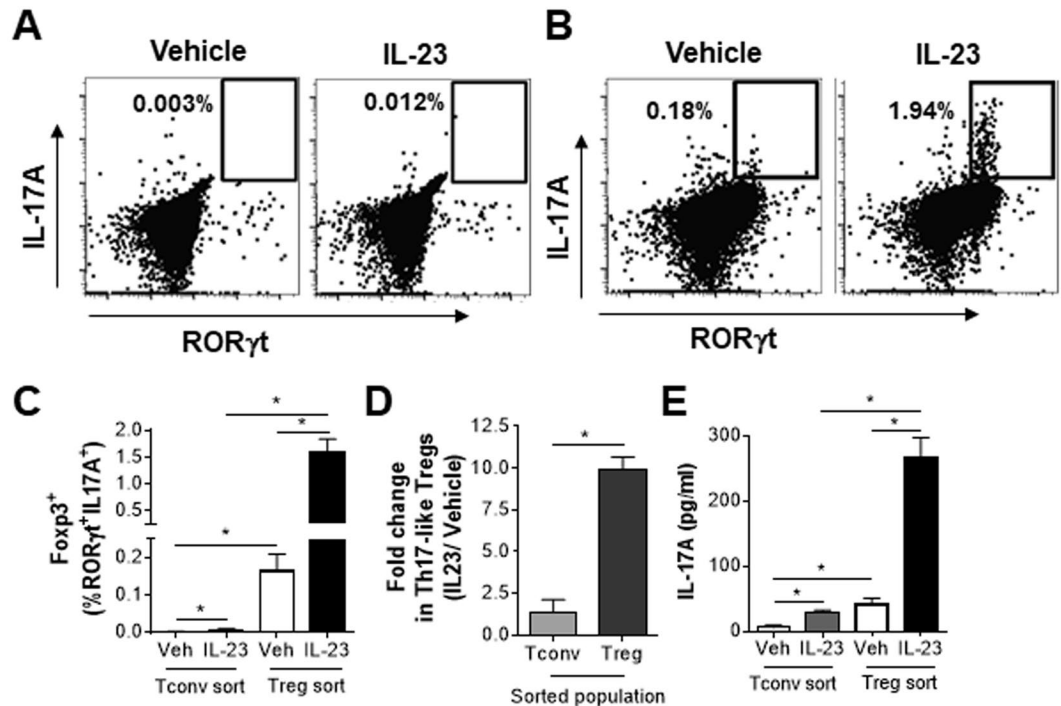 A
Vehicle
IL-23
0.003%
0.012%
IL-17A
RORγt
B
Vehicle
IL-23
0.18%
1.94%
IL-17A
RORγt
C
Foxp3⁺
(% RORγt⁺IL17A⁺)
2.0
1.5
1.0
0.5
0.2
0.1
0.0
*
*
*
*
Veh IL-23 Veh IL-23
Tconv sort Treg sort
D
Fold change
in Th17-like Tregs
(IL23/ Vehicle)
12.5
10.0
7.5
5.0
2.5
0.0
*
Tconv Treg
Sorted population
E
IL-17A (pg/ml)
300
200
100
0
*
*
*
*
Veh IL-23 Veh IL-23
Tconv sort Treg sort